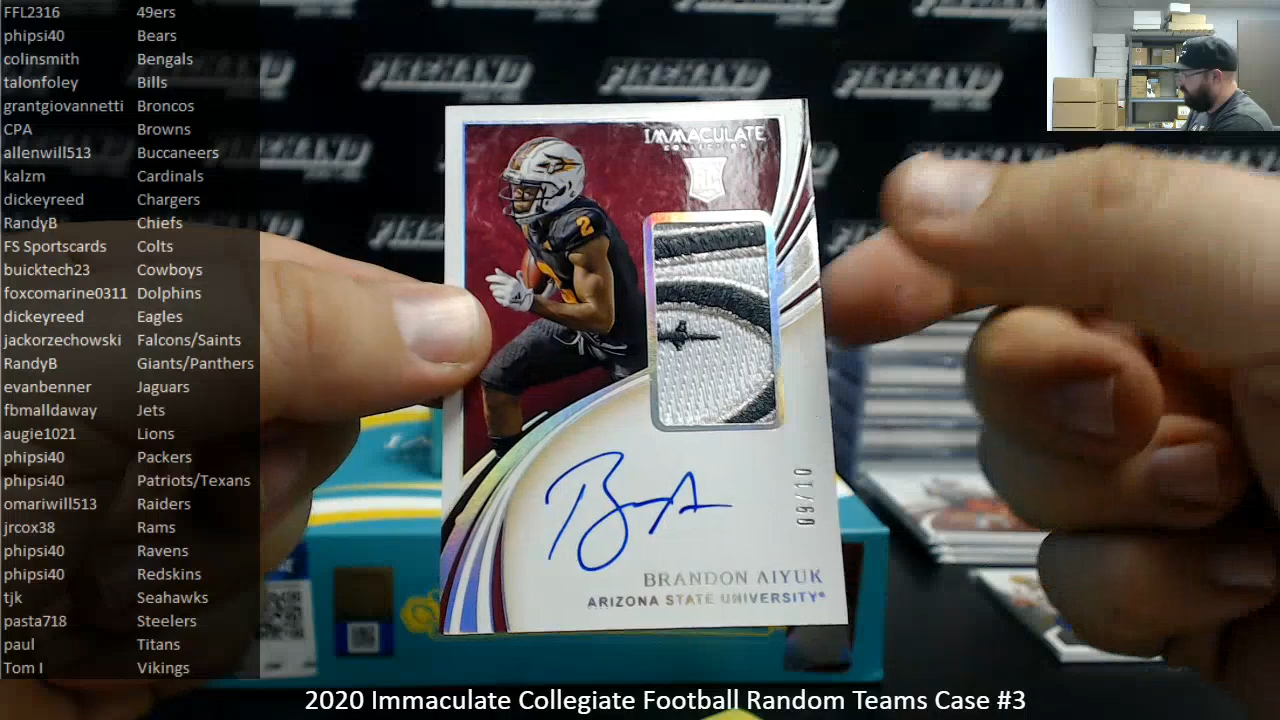 FFL2316 49ers
phipsi40 Bears
colinsmith Bengals
talonfoley Bills
grantgiovannetti Broncos
CPA Browns
allenwill513 Buccaneers
kalzm Cardinals
dickeyreed Chargers
RandyB Chiefs
FS Sportscards Colts
buicktech23 Cowboys
foxcomarine0311 Dolphins
dickeyreed Eagles
jackorzechowski Falcons/Saints
RandyB Giants/Panthers
evanbenner Jaguars
fbmalldaway Jets
augie1021 Lions
phipsi40 Packers
phipsi40 Patriots/Texans
omariwill513 Raiders
jrcox38 Rams
phipsi40 Ravens
phipsi40 Redskins
tjk Seahawks
pasta718 Steelers
paul Titans
Tom I Vikings
FIREHAND
IMMACULATE
COLLECTION
RC
2
09/10
BRANDON AIYUK
ARIZONA STATE UNIVERSITY®
2020 Immaculate Collegiate Football Random Teams Case #3